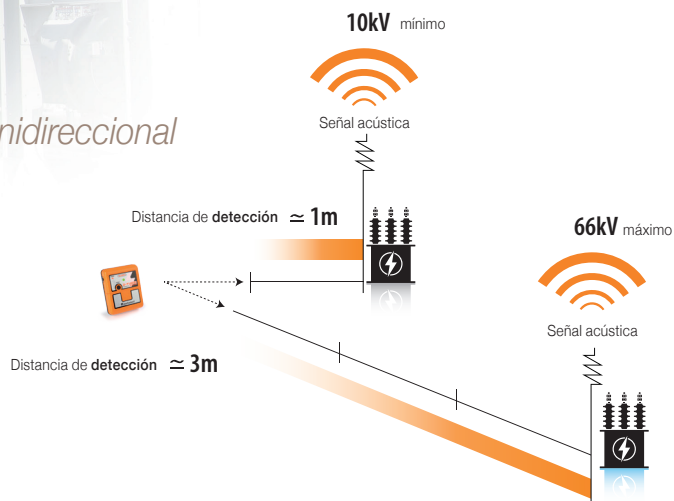 10kV mínimo
Señal acústica
nidireccional
Distancia de detección ≃ 1m
66kV máximo
Señal acústica
Distancia de detección ≃ 3m